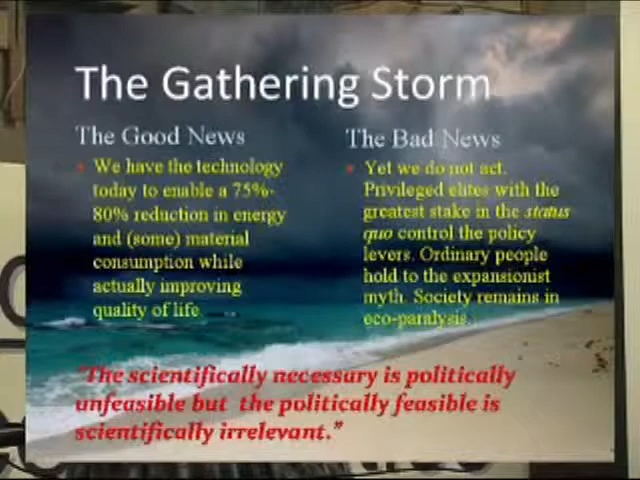 The Gathering Storm
The Good News
We have the technology
today to enable a 75%-
80% reduction in energy
and (some) material
consumption while
actually improving
quality of life
The Bad News
Yet we do not act.
Privileged elites with the
greatest stake in the status
quo control the policy
levers. Ordinary people
hold to the expansionist
myth. Society remains in
eco-paralysis.
"The scientifically necessary is politically
unfeasible but the politically feasible is
scientifically irrelevant."